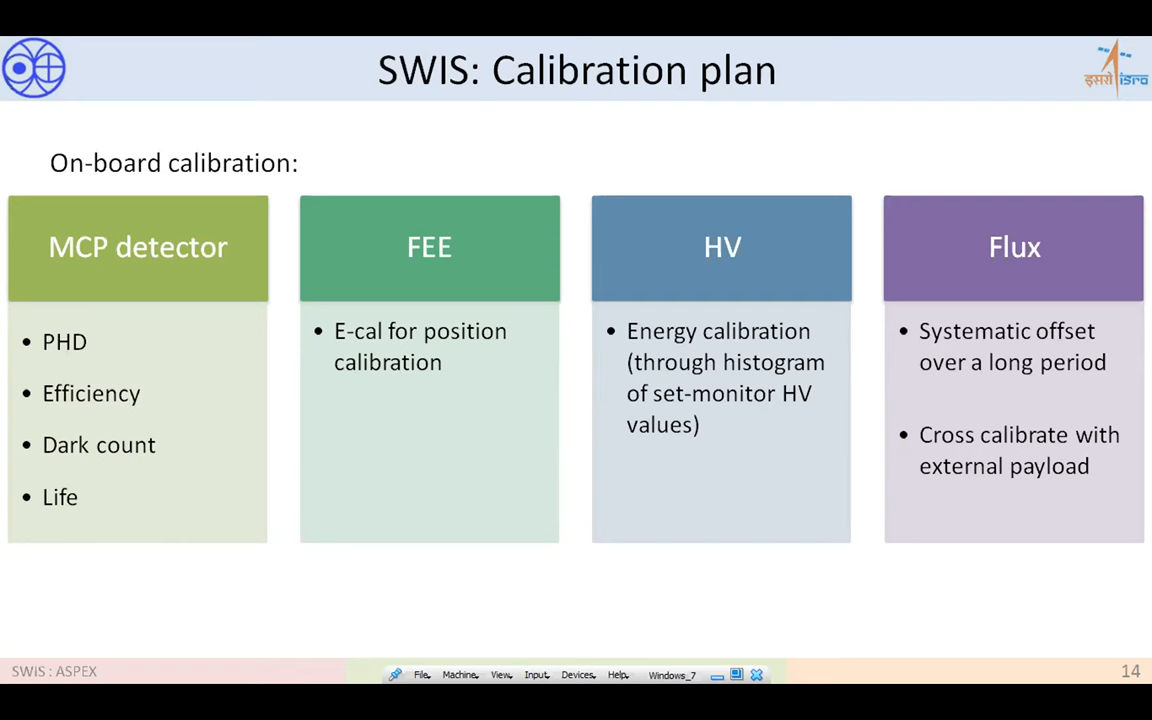 SWIS: Calibration plan
इसरो isro
On-board calibration:
MCP detector
• PHD
• Efficiency
• Dark count
• Life
FEE
• E-cal for position
calibration
HV
• Energy calibration
(through histogram
of set-monitor HV
values)
Flux
• Systematic offset
over a long period
• Cross calibrate with
external payload
SWIS : ASPEX
File Machine View Input Devices Help Windows_7
14